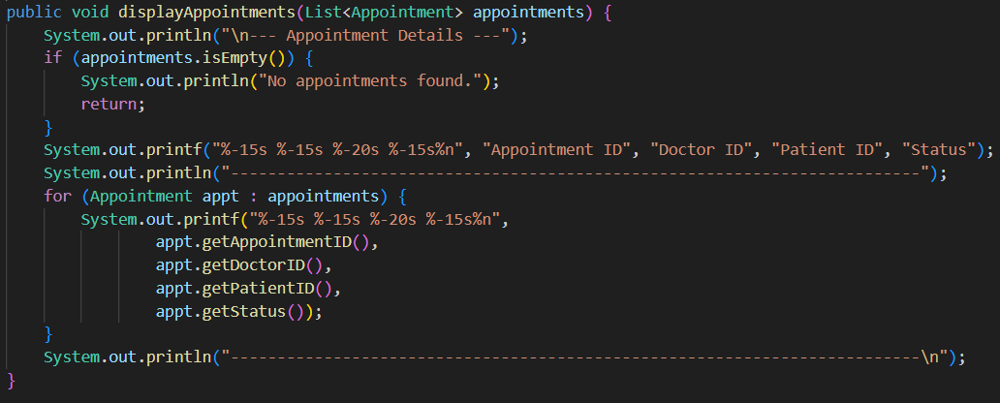 public void displayAppointments(List<Appointment> appointments) {
    System.out.println("\n--- Appointment Details ---");
    if (appointments.isEmpty()) {
        System.out.println("No appointments found.");
        return;
    }
    System.out.printf("%-15s %-15s %-20s %-15s%n", "Appointment ID", "Doctor ID", "Patient ID", "Status");
    System.out.println("--------------------------------------------------------------------------");
    for (Appointment appt : appointments) {
        System.out.printf("%-15s %-15s %-20s %-15s%n",
                appt.getAppointmentID(),
                appt.getDoctorID(),
                appt.getPatientID(),
                appt.getStatus());
    }
    System.out.println("--------------------------------------------------------------------------\n");
}